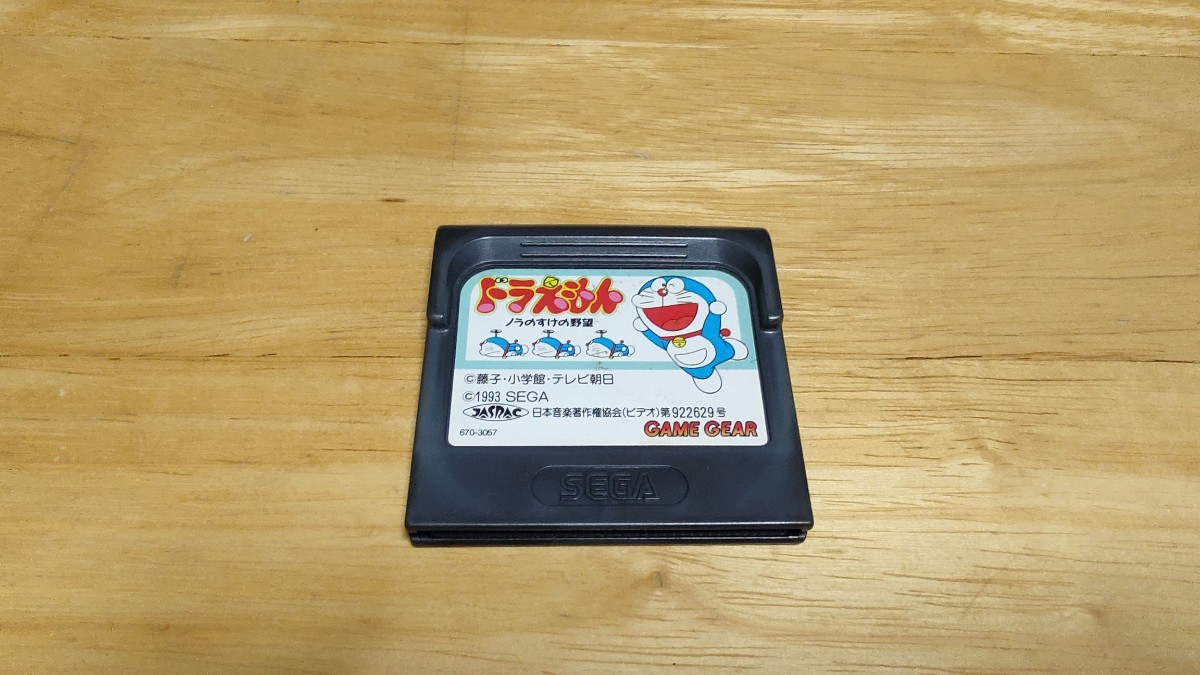 ドラえもん
ノラのすけの野望
©藤子・小学館・テレビ朝日
©1993 SEGA
JASRAC 日本音楽著作権協会(ビデオ)第922629号
670-3057
GAME GEAR
SEGA